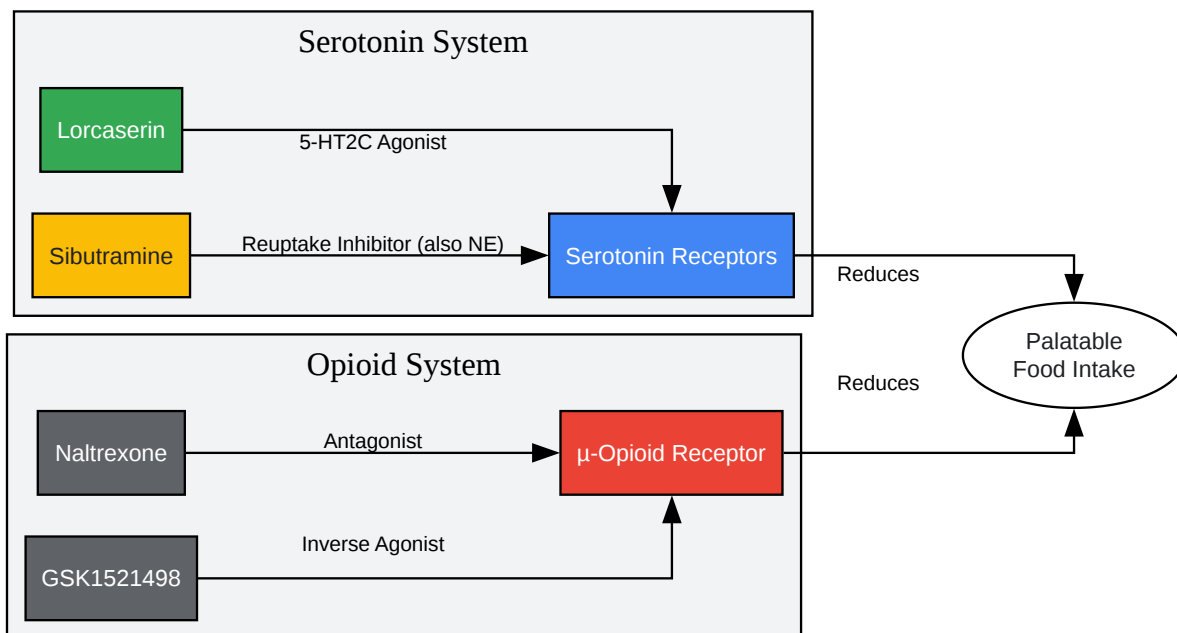 Serotonin System
Lorcaserin
5-HT2C Agonist
Sibutramine
Reuptake Inhibitor (also NE)
Serotonin Receptors
Reduces
Palatable
Food Intake
Opioid System
Reduces
Naltrexone
Antagonist
µ-Opioid Receptor
Inverse Agonist
GSK1521498